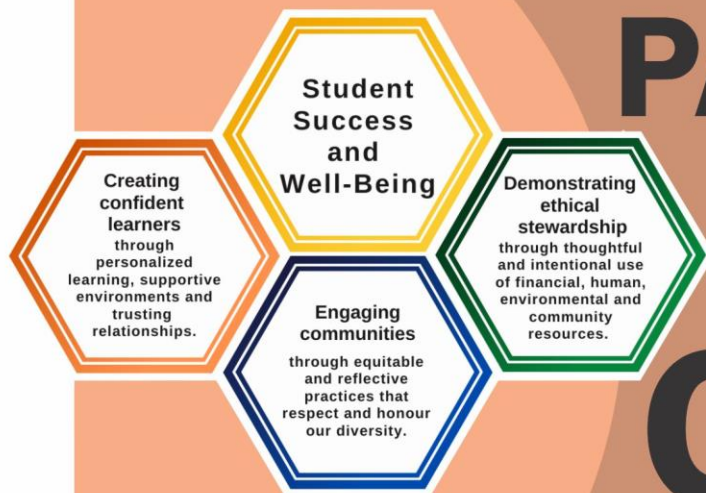 Student
Success
and
Well-Being
Creating
confident
learners
through
personalized
learning, supportive
environments and
trusting
relationships.
Engaging
communities
through equitable
and reflective
practices that
respect and honour
our diversity.
Demonstrating
ethical
stewardship
through thoughtful
and intentional use
of financial, human,
environmental and
community
resources.